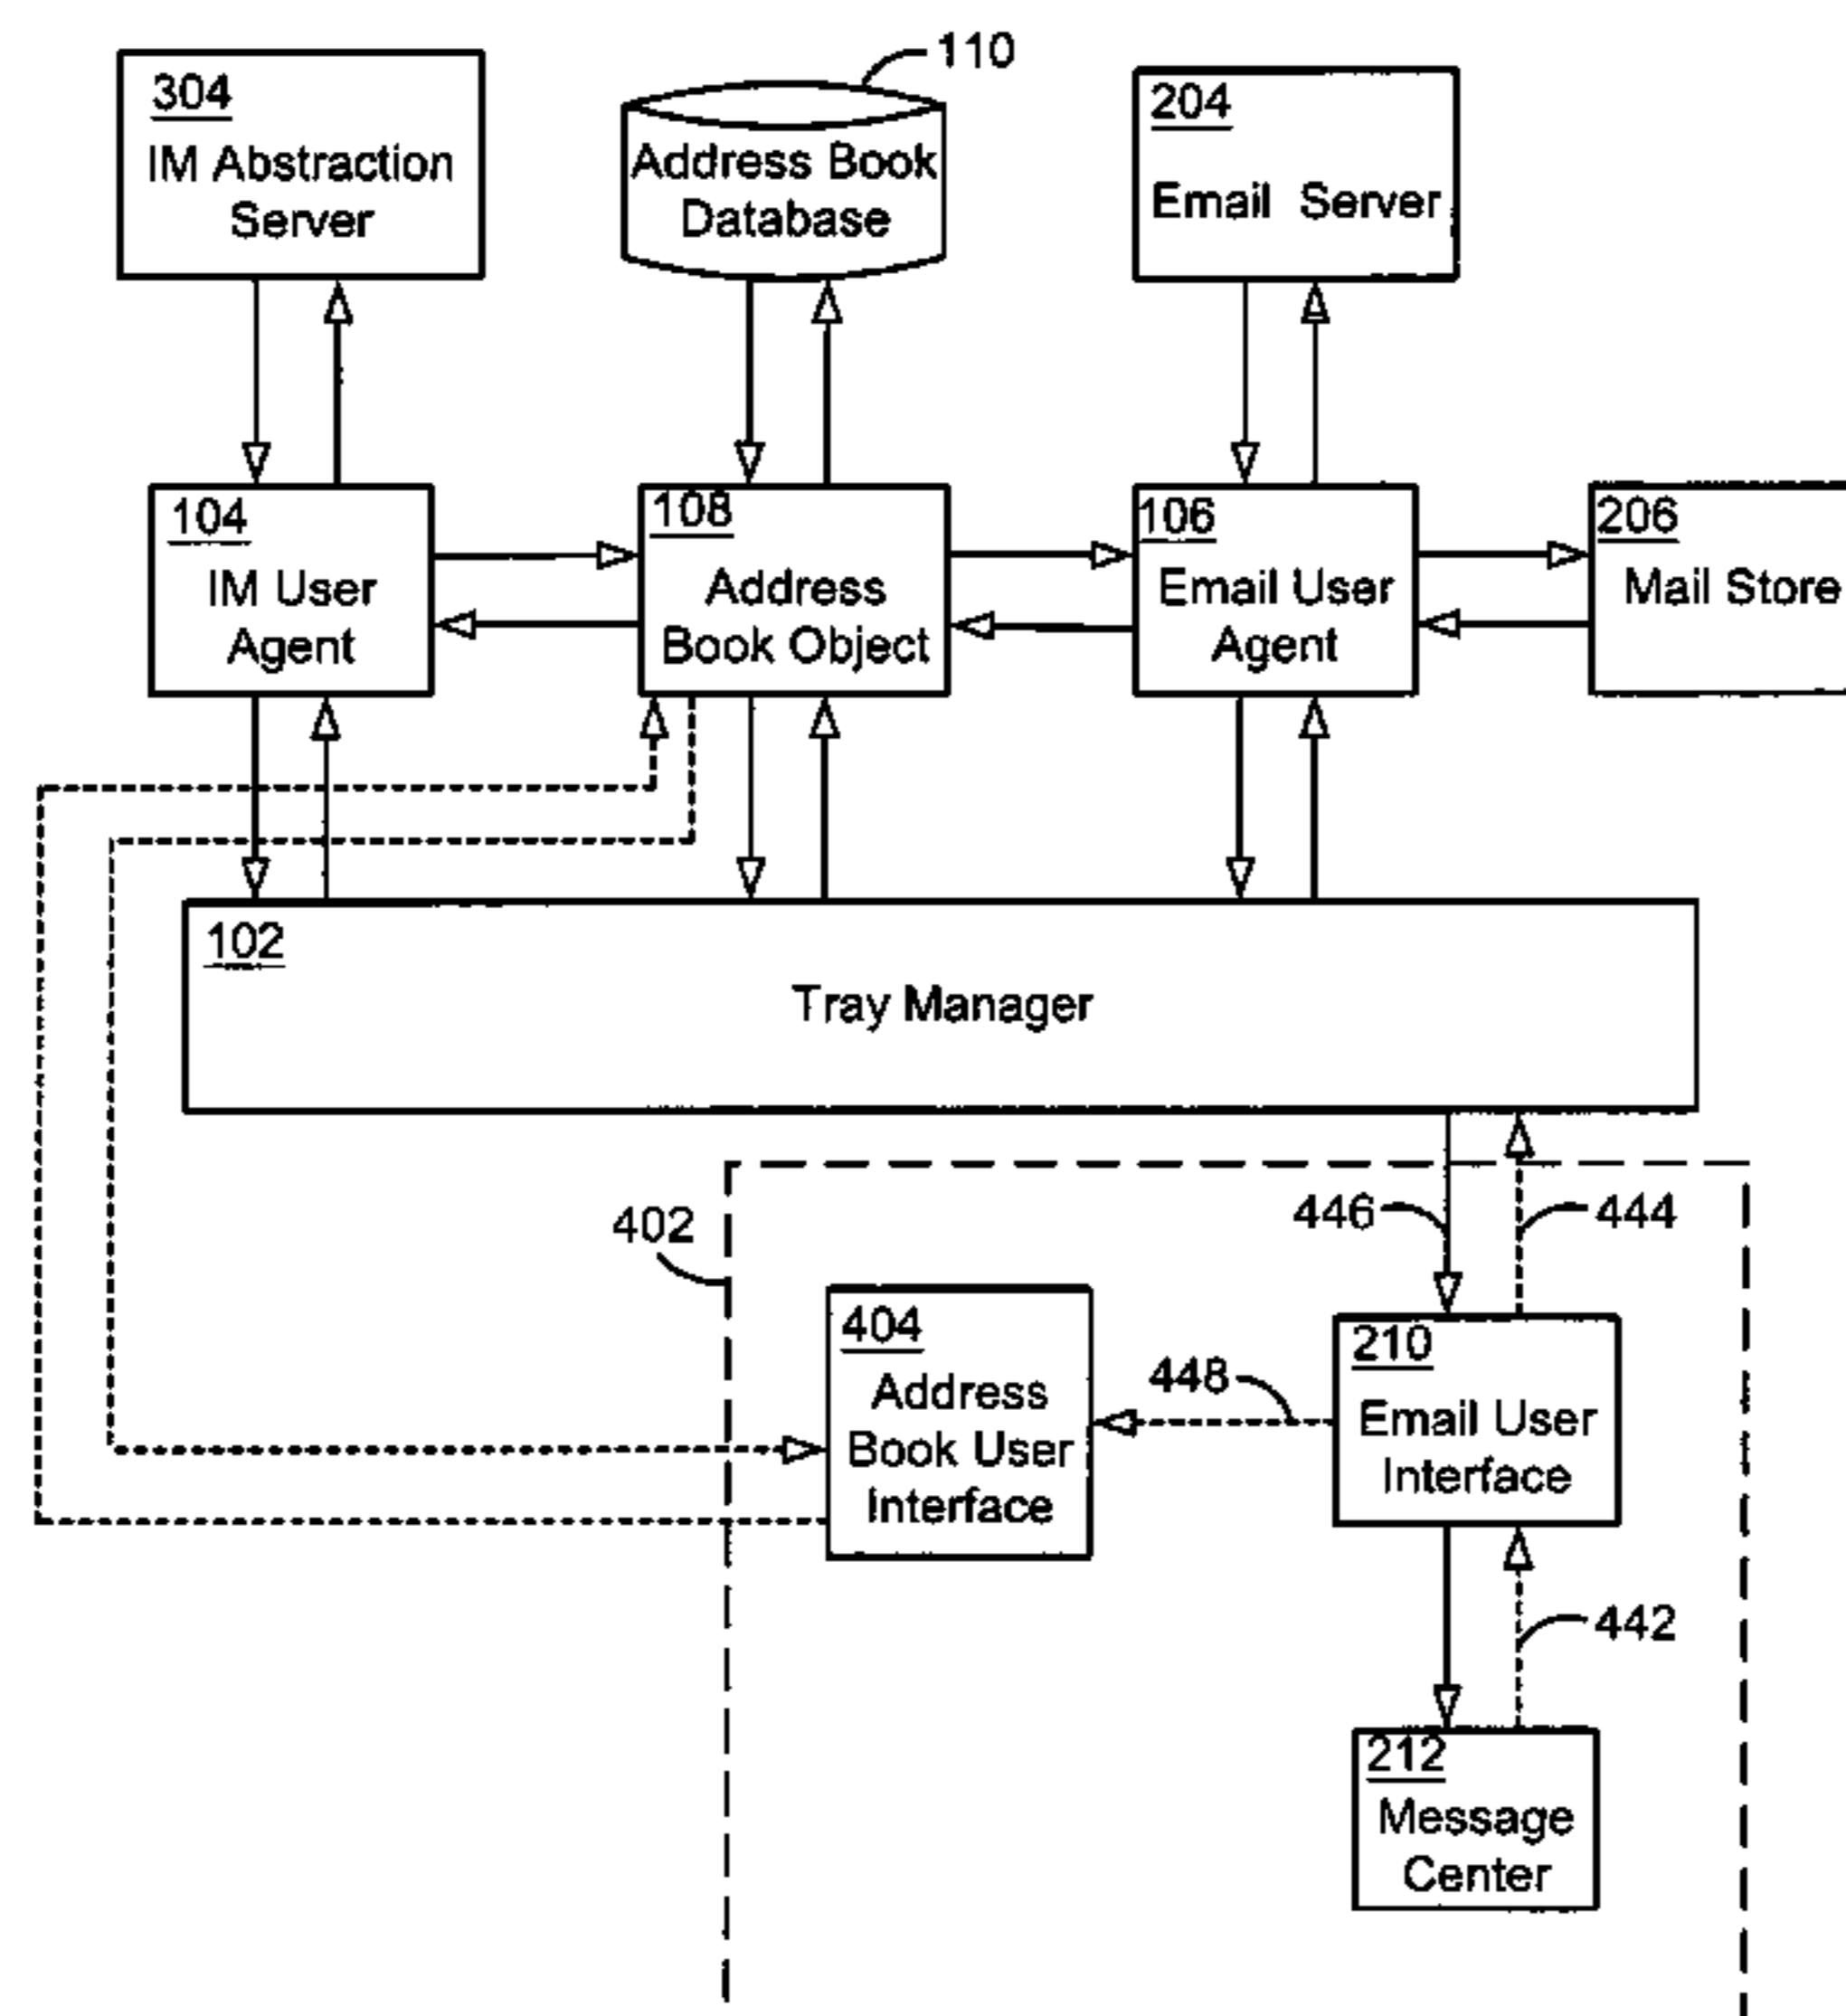 110
304
IM Abstraction
Server
Address Book
Database
204
Email Server
104
IM User
Agent
108
Address
Book Object
106
Email User
Agent
206
Mail Store
102
Tray Manager
402
446
444
404
Address
Book User
Interface
448
210
Email User
Interface
442
212
Message
Center